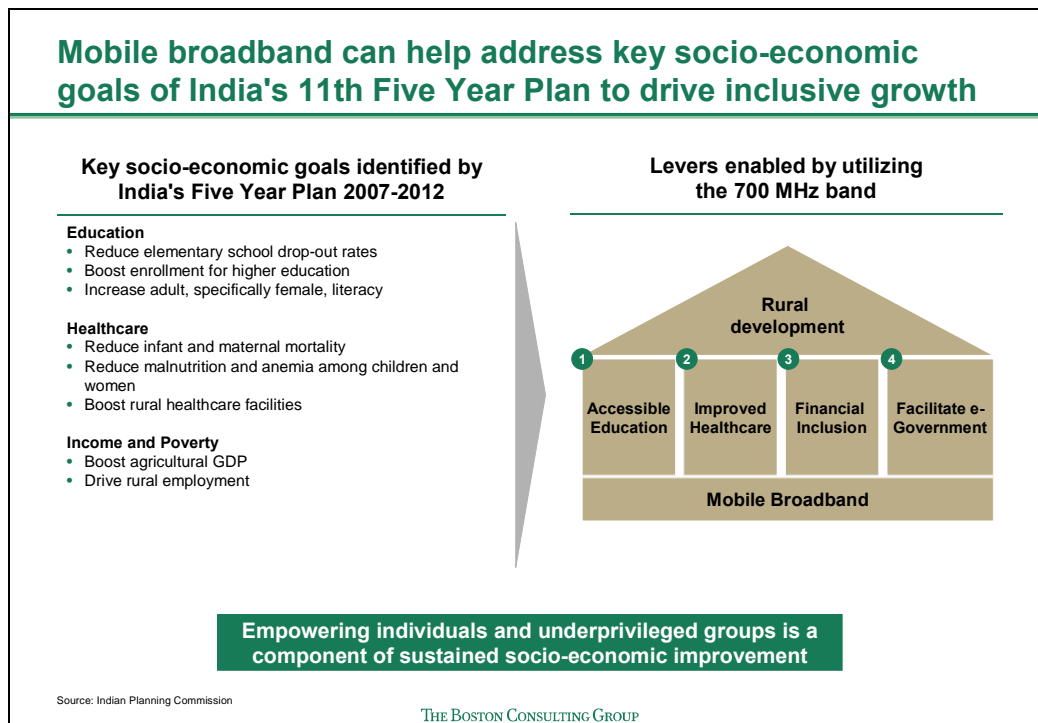 Mobile broadband can help address key socio-economic
goals of India's 11th Five Year Plan to drive inclusive growth
Key socio-economic goals identified by
India's Five Year Plan 2007-2012
Education
• Reduce elementary school drop-out rates
• Boost enrollment for higher education
• Increase adult, specifically female, literacy
Healthcare
• Reduce infant and maternal mortality
• Reduce malnutrition and anemia among children and
women
• Boost rural healthcare facilities
Income and Poverty
• Boost agricultural GDP
• Drive rural employment
Levers enabled by utilizing
the 700 MHz band
Rural
development
1
Accessible
Education
2
Improved
Healthcare
3
Financial
Inclusion
4
Facilitate e-
Government
Mobile Broadband
Empowering individuals and underprivileged groups is a
component of sustained socio-economic improvement
Source: Indian Planning Commission
THE BOSTON CONSULTING GROUP